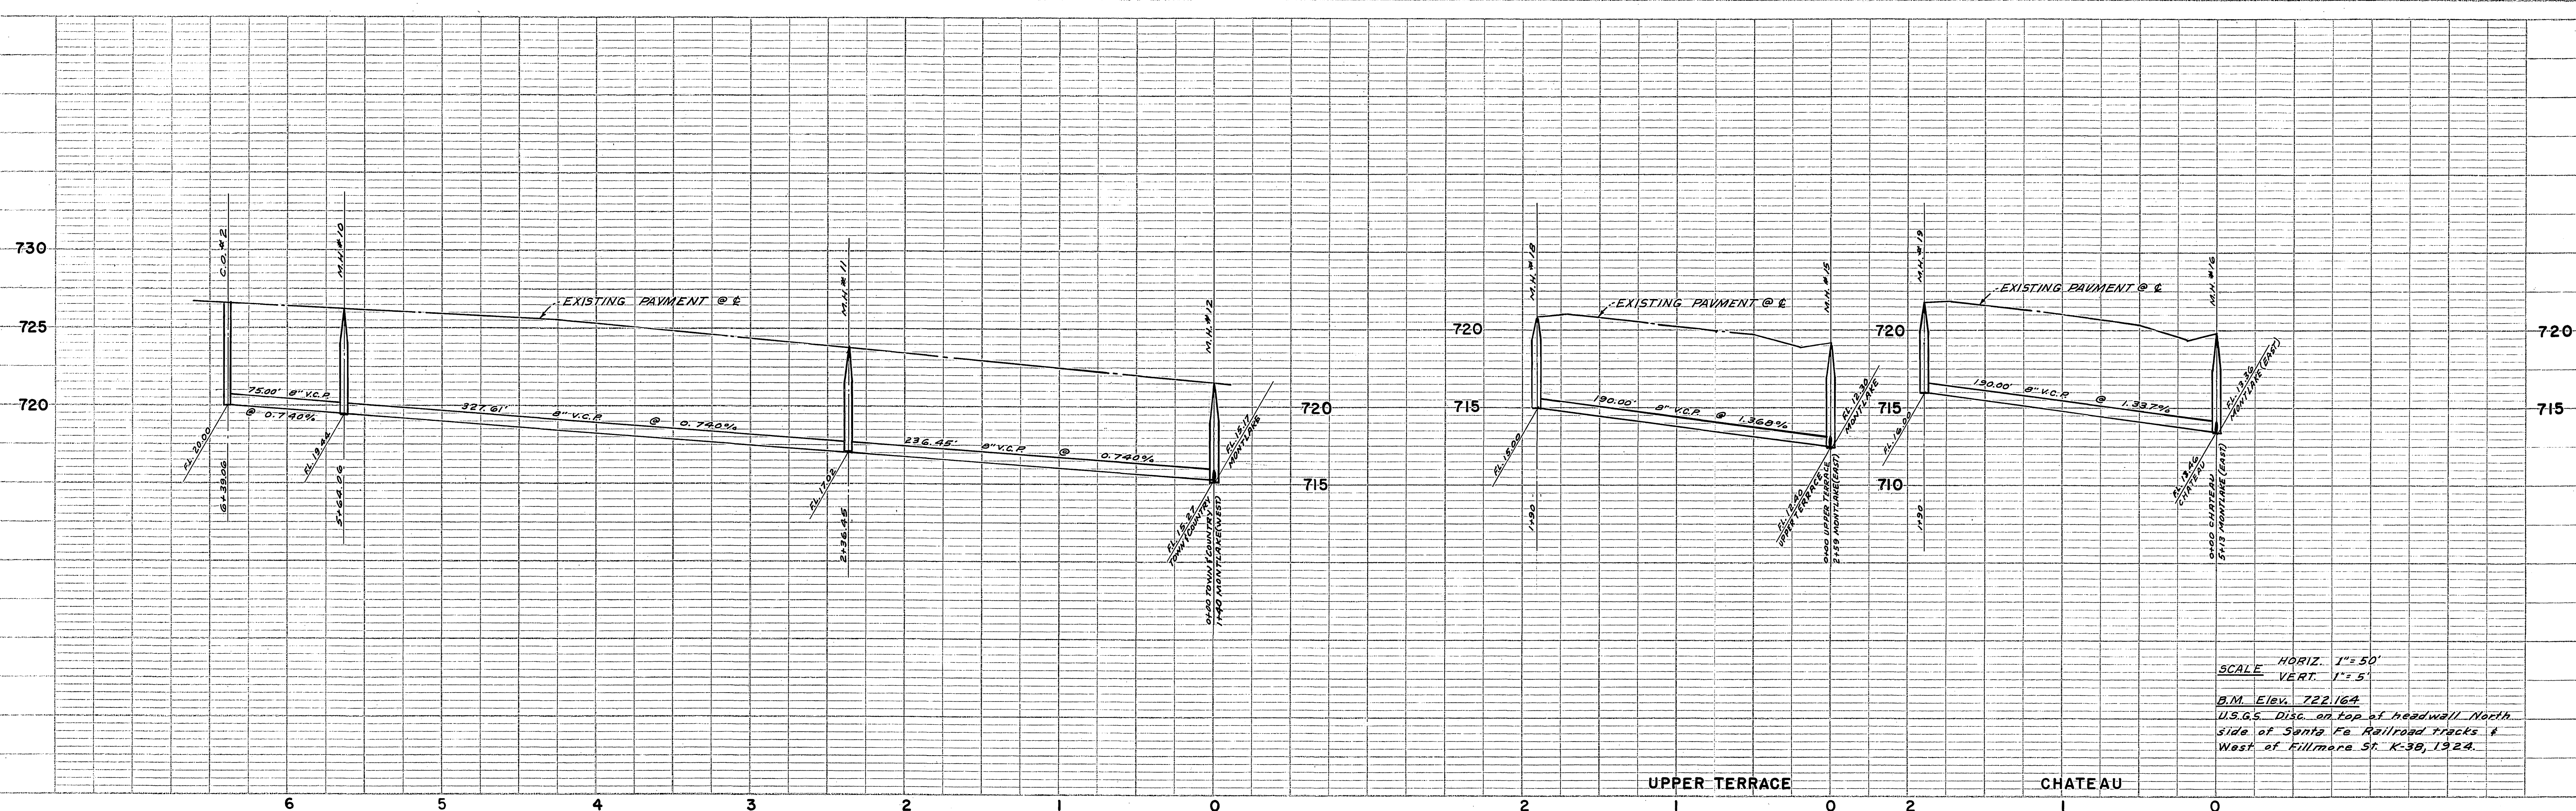 730
725
720
C.O. #2
M.H. #10
M.H. #11
M.H. #12
EXISTING PAVMENT @ ℄
75.00' 8" V.C.P.
@ 0.740%
327.61' 8" V.C.P. @ 0.740%
236.45' 8" V.C.P. @ 0.740%
FL. 20.00
6+39.06
FL. 19.44
5+64.06
FL. 17.02
2+36.45
FL. 15.17
MONTLAKE
FL. 15.27
TOWN & COUNTRY
0+00 TOWN & COUNTRY
1+40 MONTLAKE (WEST)
720
715
6 5 4 3 2 1 0
720
715
M.H. #18
M.H. #15
EXISTING PAVMENT @ ℄
190.00' 8" V.C.P. @ 1.368%
FL. 15.00
1+90
FL. 12.30
MONTLAKE
FL. 12.40
UPPER TERRACE
0+00 UPPER TERRACE
2+59 MONTLAKE (EAST)
2 1 0
UPPER TERRACE
720
715
710
M.H. #19
M.H. #16
EXISTING PAVMENT @ ℄
190.00' 8" V.C.P. @ 1.337%
FL. 16.00
1+90
FL. 13.36
MONTLAKE (EAST)
FL. 13.46
CHATEAU
0+00 CHATEAU
5+13 MONTLAKE (EAST)
720
715
2 1 0
CHATEAU
SCALE HORIZ. 1"= 50'
VERT. 1"= 5'
B.M. Elev. 722.164
U.S.G.S. Disc. on top of headwall North
side of Santa Fe Railroad tracks &
West of Fillmore St. K-38, 1924.